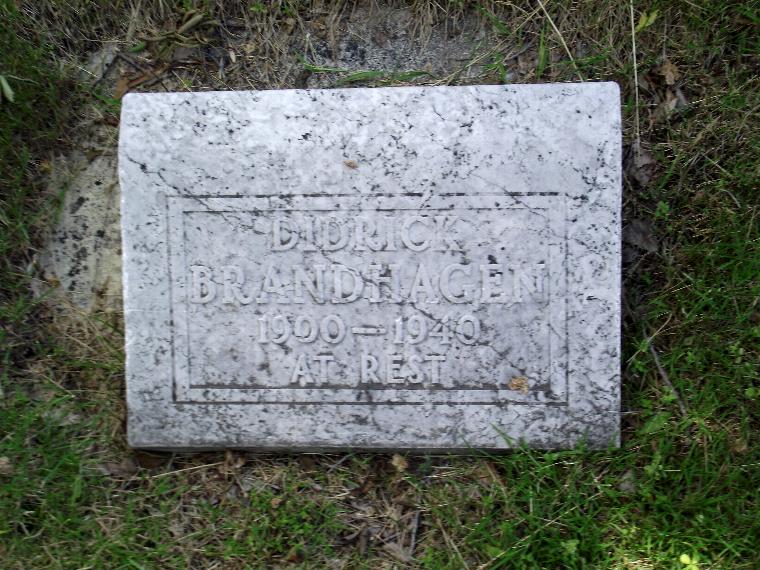 DIDRICK
BRANDHAGEN
1900—1940
AT REST